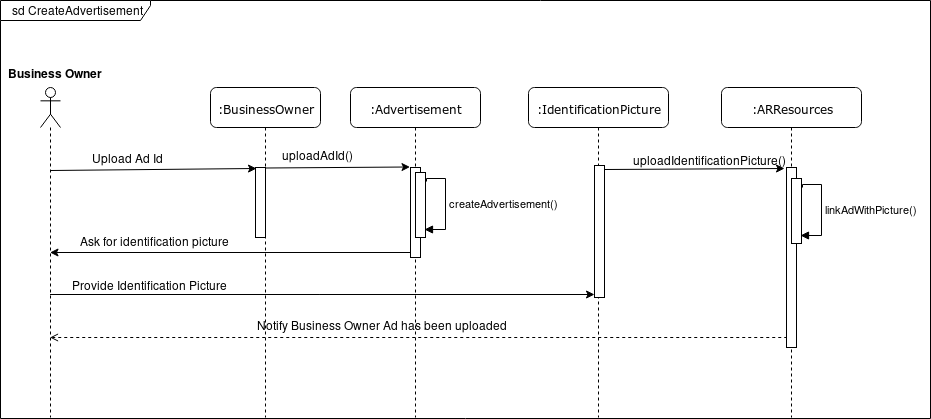 sd CreateAdvertisement
Business Owner
:BusinessOwner
:Advertisement
:IdentificationPicture
:ARResources
Upload Ad Id
uploadAdId()
uploadIdentificationPicture()
createAdvertisement()
linkAdWithPicture()
Ask for identification picture
Provide Identification Picture
Notify Business Owner Ad has been uploaded